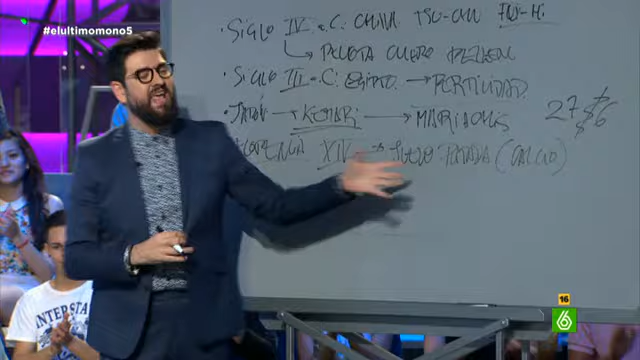 #elultimomono5
· SIGLO IV a.C. CHINA TSU-CHU
PELOTA CUERO
· SIGLO III a.C. EGIPTO → FERTILIDAD
· JAPÓN → KEMARI → MARIACHIS
27 $6
XIV → JUEGO PATADA (CALCIO)
INTERSTA
16
6